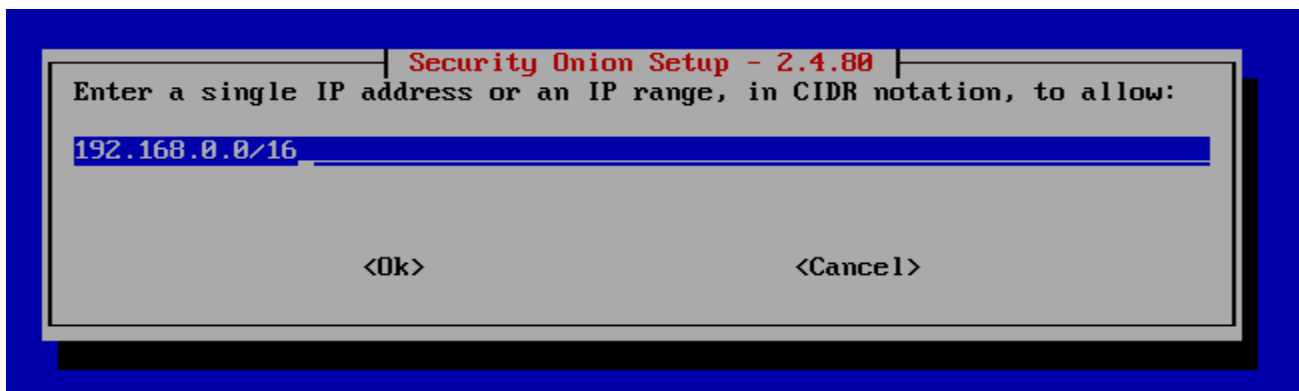 Security Onion Setup - 2.4.80
Enter a single IP address or an IP range, in CIDR notation, to allow:
192.168.0.0/16
<Ok> <Cancel>